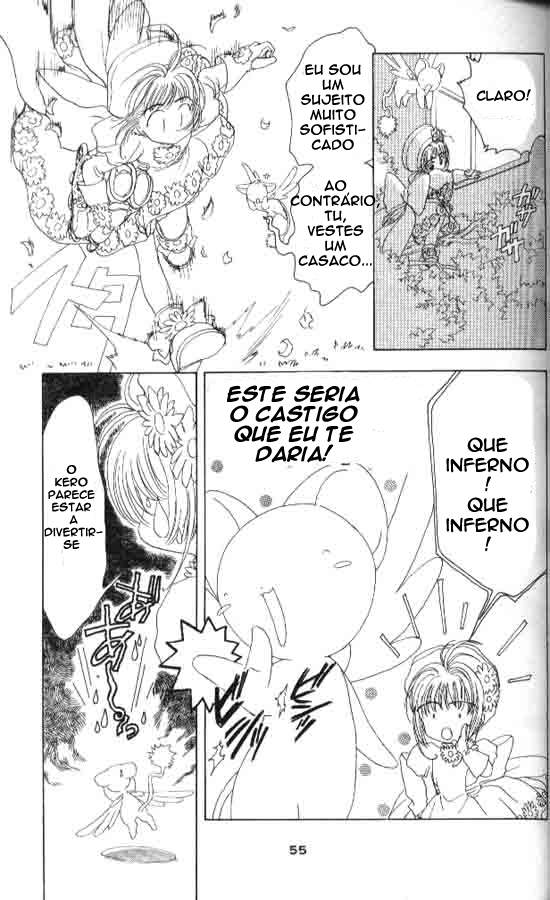 CLARO!
EU SOU
UM
SUJEITO
MUITO
SOFISTI-
CADO
AO
CONTRÁRIO
TU,
VESTES
UM
CASACO...
QUE
INFERNO
!
QUE
INFERNO
!
ESTE SERIA
O CASTIGO
QUE EU TE
DARIA!
O
KERO
PARECE
ESTAR
A
DIVERTIR-
SE
55